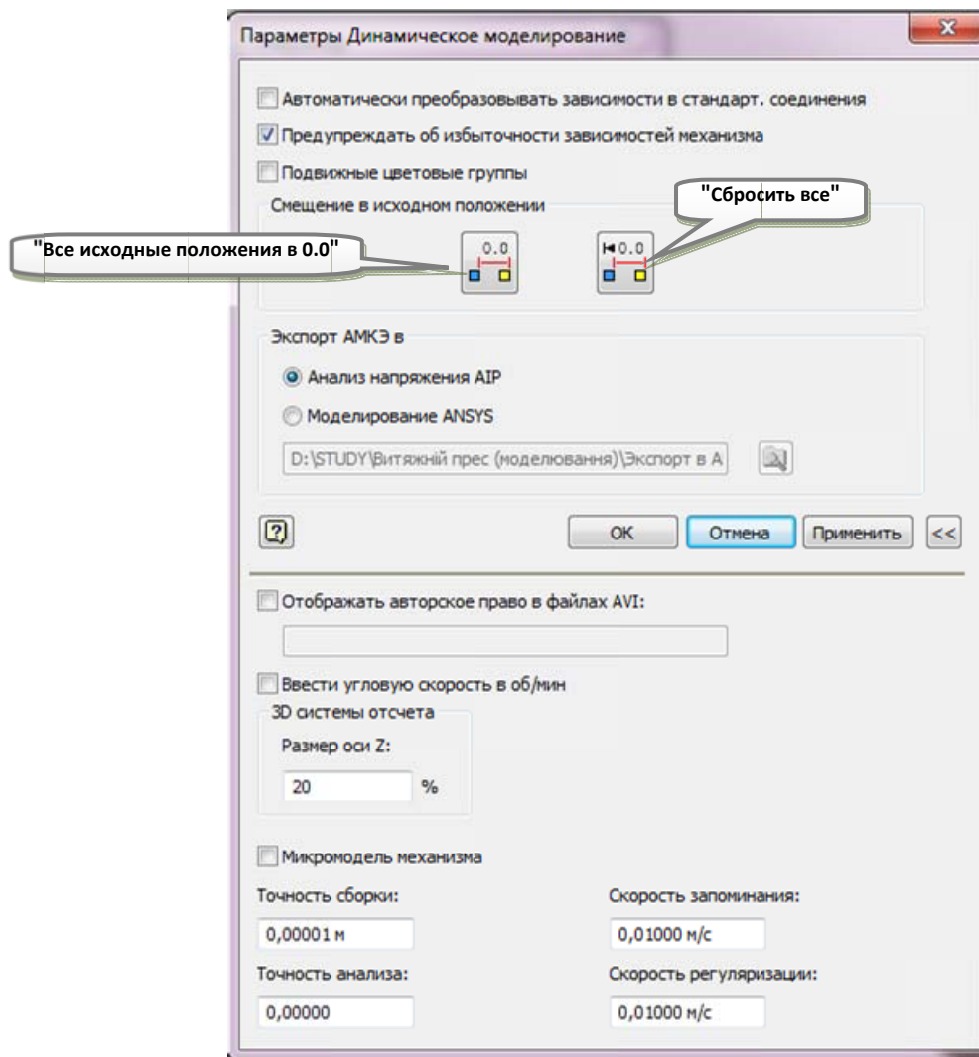 Параметры Динамическое моделирование
Автоматически преобразовывать зависимости в стандарт. соединения
Предупреждать об избыточности зависимостей механизма
Подвижные цветовые группы
"Сбросить все"
Смещение в исходном положении
"Все исходные положения в 0.0"
0.0
0.0
Экспорт АМКЭ в
Анализ напряжения AIP
Моделирование ANSYS
D:\STUDY\Витяжній прес (моделювання)\Экспорт в А
ОК Отмена Применить <<
Отображать авторское право в файлах AVI:
Ввести угловую скорость в об/мин
3D системы отсчета
Размер оси Z:
20 %
Микромодель механизма
Точность сборки: Скорость запоминания:
0,00001 м 0,01000 м/с
Точность анализа: Скорость регуляризации:
0,00000 0,01000 м/с